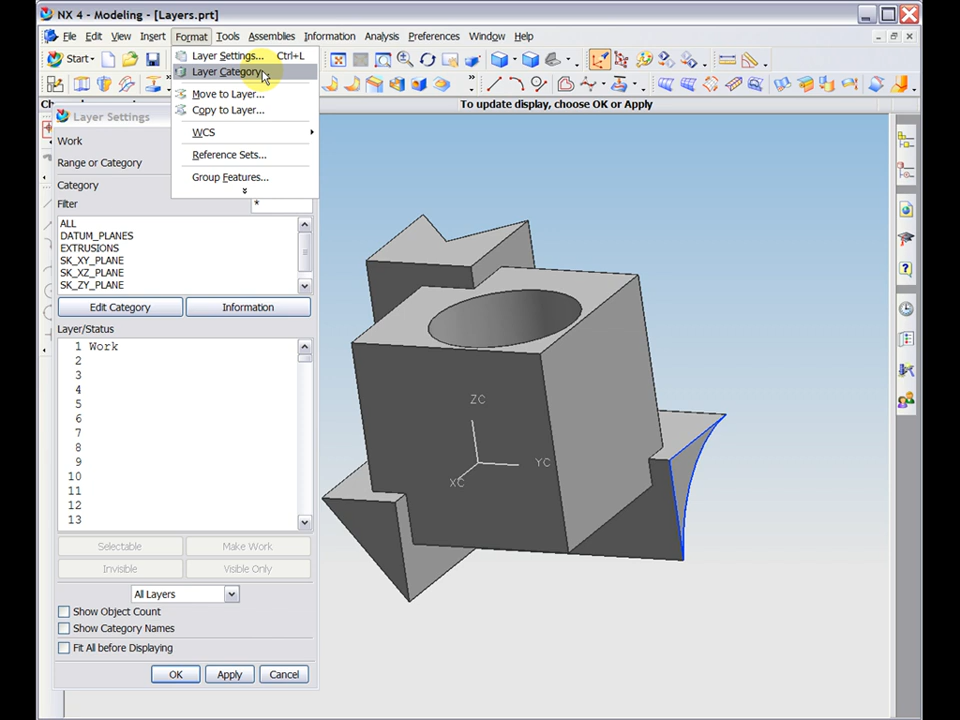 NX 4 - Modeling - [Layers.prt]
File Edit View Insert Format Tools Assemblies Information Analysis Preferences Window Help
Start
Layer Settings... Ctrl+L
Layer Category
Move to Layer...
Copy to Layer...
WCS
Reference Sets...
Group Features...
To update display, choose OK or Apply
Layer Settings
Work
Range or Category
Category
Filter
*
ALL
DATUM_PLANES
EXTRUSIONS
SK_XY_PLANE
SK_XZ_PLANE
SK_ZY_PLANE
Edit Category Information
Layer/Status
1 Work
2
3
4
5
6
7
8
9
10
11
12
13
Selectable Make Work
Invisible Visible Only
All Layers
Show Object Count
Show Category Names
Fit All before Displaying
OK Apply Cancel
ZC
YC
XC